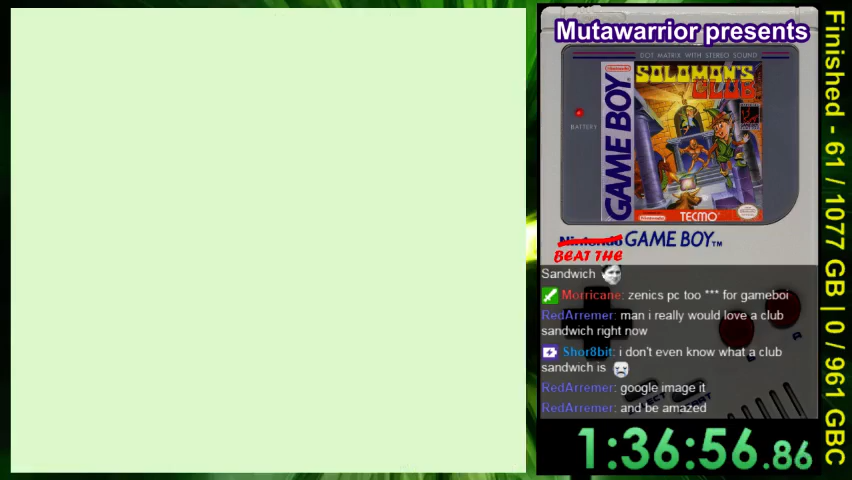 Mutawarrior presents
DOT MATRIX WITH STEREO SOUND
BATTERY
Nintendo
GAME BOY
SOLOMON'S
CLUB
TECMO
Nintendo GAME BOY™
BEAT THE
Sandwich
Morricane: zenics pc too *** for gameboi
RedArremer: man i really would love a club
sandwich right now
Shor8bit: i don't even know what a club
sandwich is
RedArremer: google image it
RedArremer: and be amazed
A
1:36:56.86
Finished - 61 / 1077 GB | 0 / 961 GBC